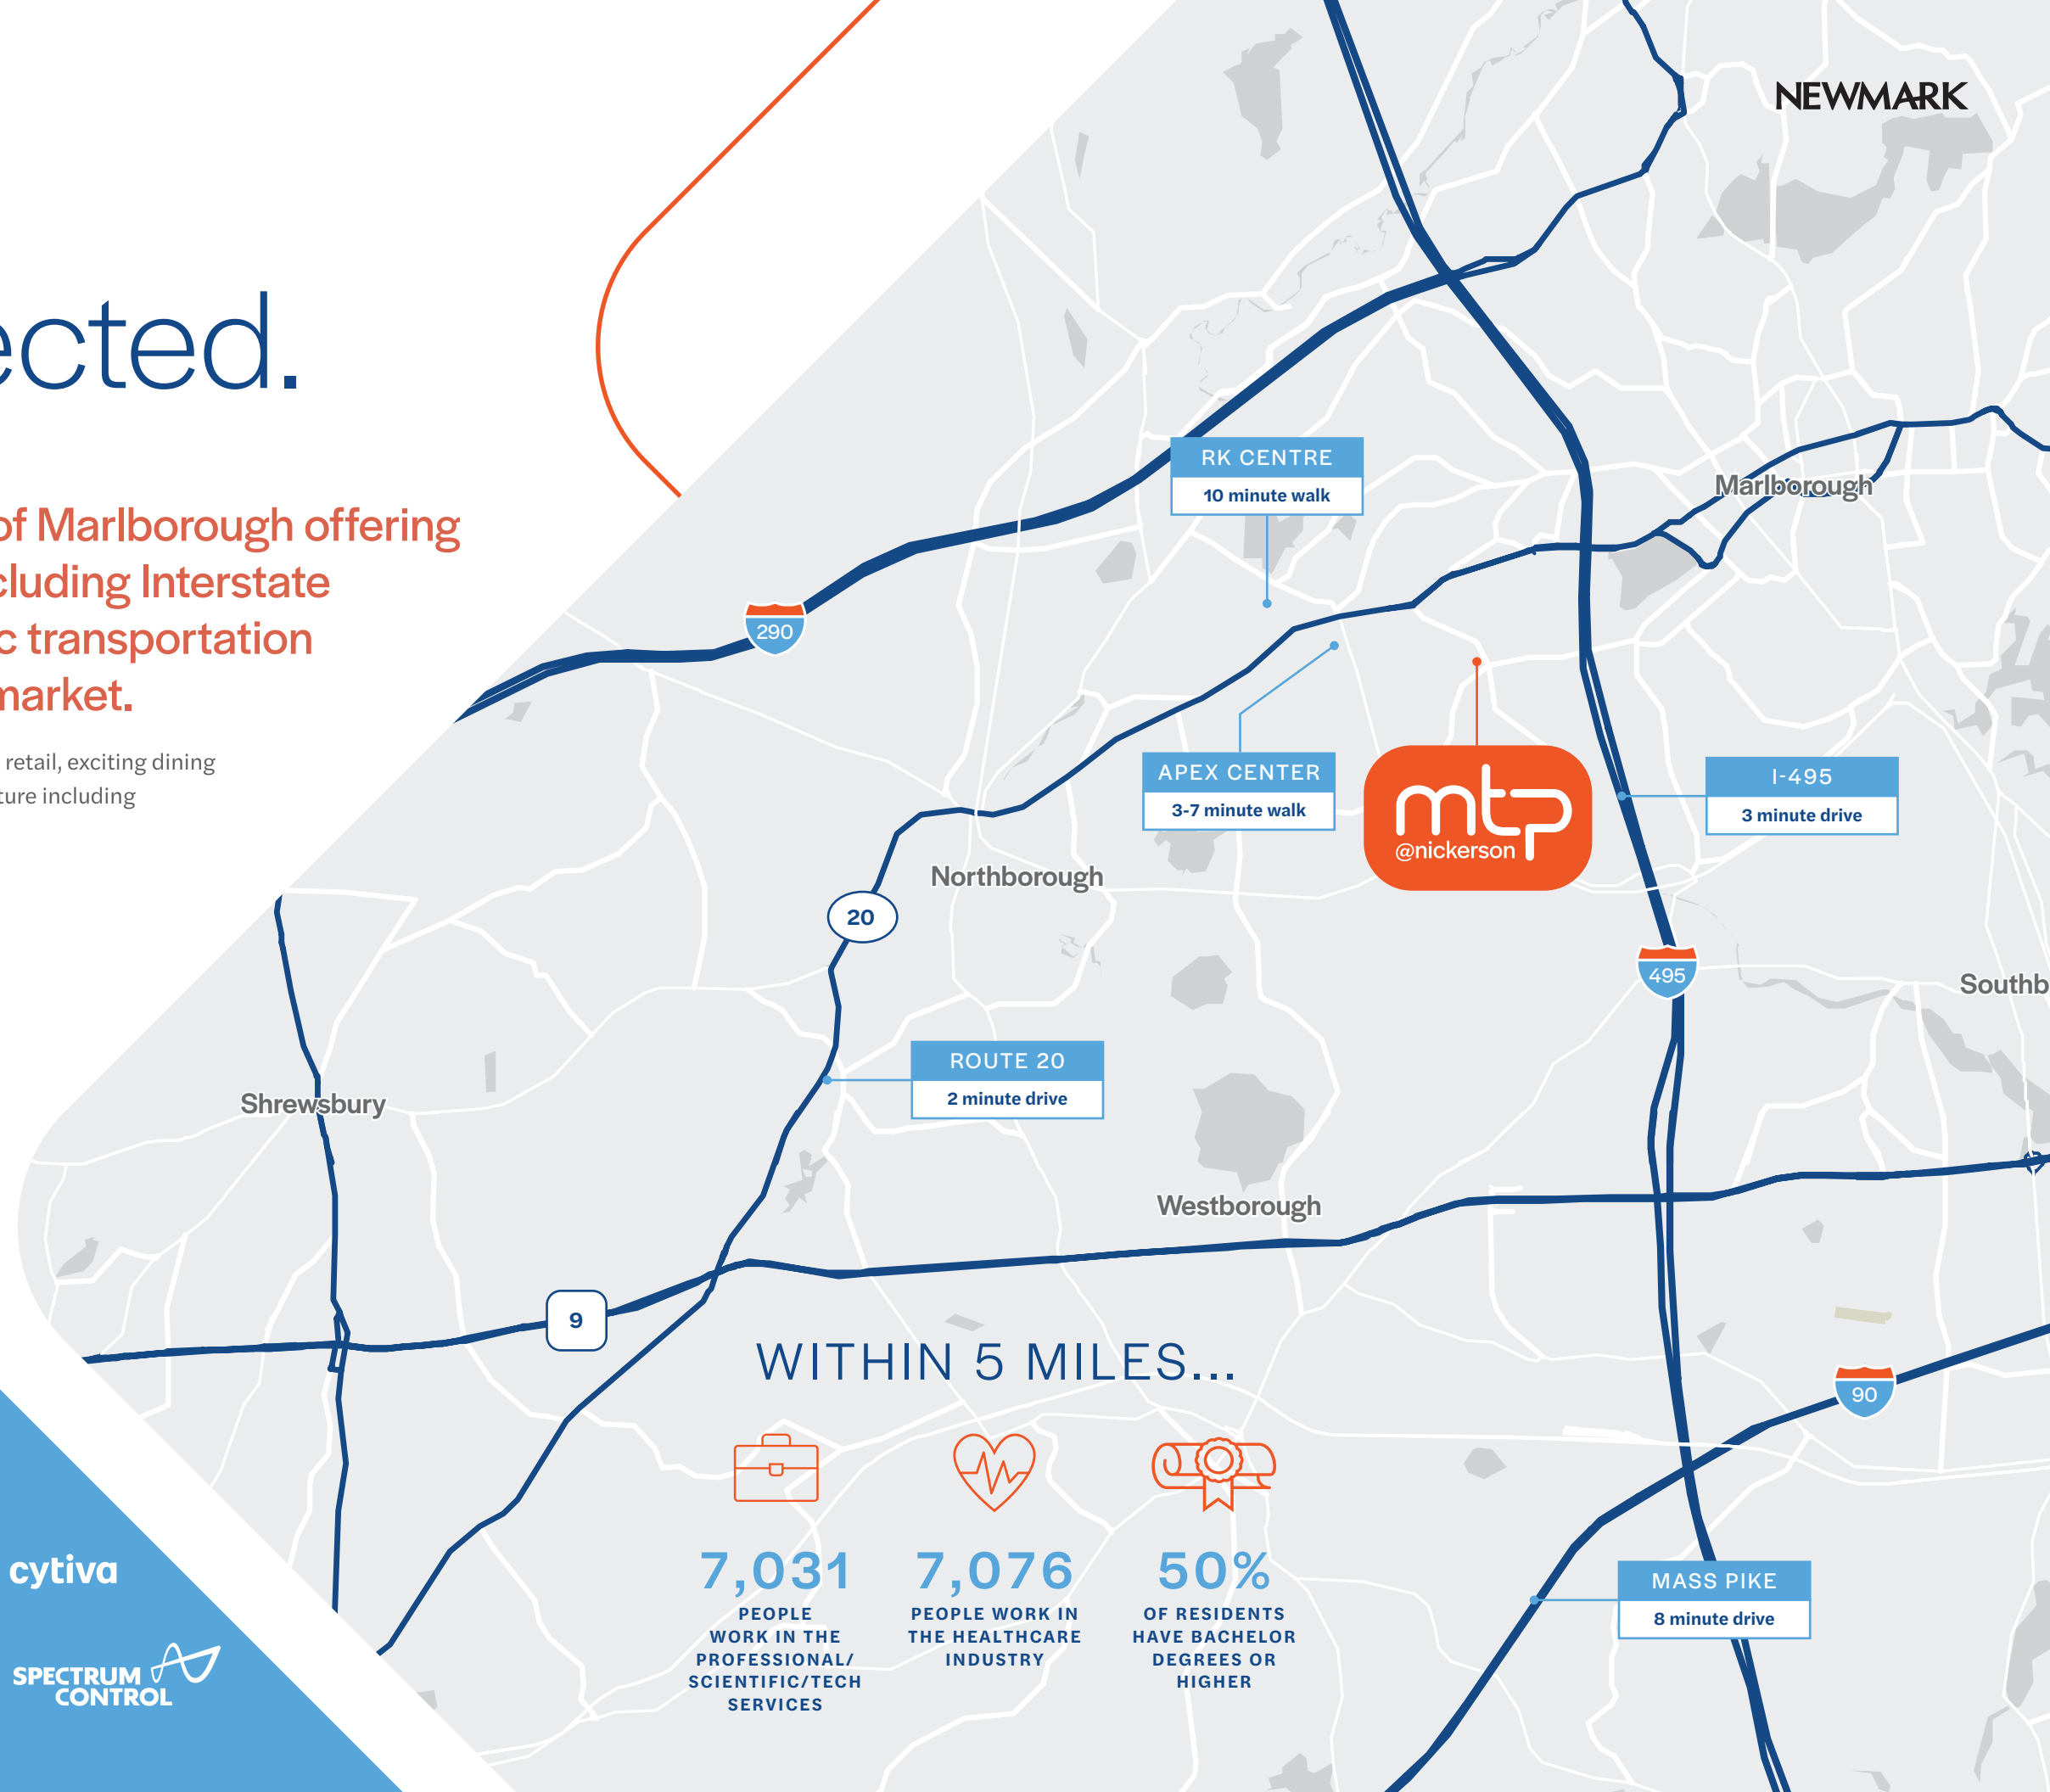 NEWMARK
ected.
of Marlborough offering
cluding Interstate
c transportation
market.
retail, exciting dining
ture including
RK CENTRE
10 minute walk
Marlborough
290
APEX CENTER
3-7 minute walk
mtp
@nickerson
I-495
3 minute drive
Northborough
20
495
Southb
ROUTE 20
2 minute drive
Shrewsbury
Westborough
9
90
WITHIN 5 MILES...
7,031
PEOPLE
WORK IN THE
PROFESSIONAL/
SCIENTIFIC/TECH
SERVICES
7,076
PEOPLE WORK IN
THE HEALTHCARE
INDUSTRY
50%
OF RESIDENTS
HAVE BACHELOR
DEGREES OR
HIGHER
MASS PIKE
8 minute drive
cytiva
SPECTRUM
CONTROL